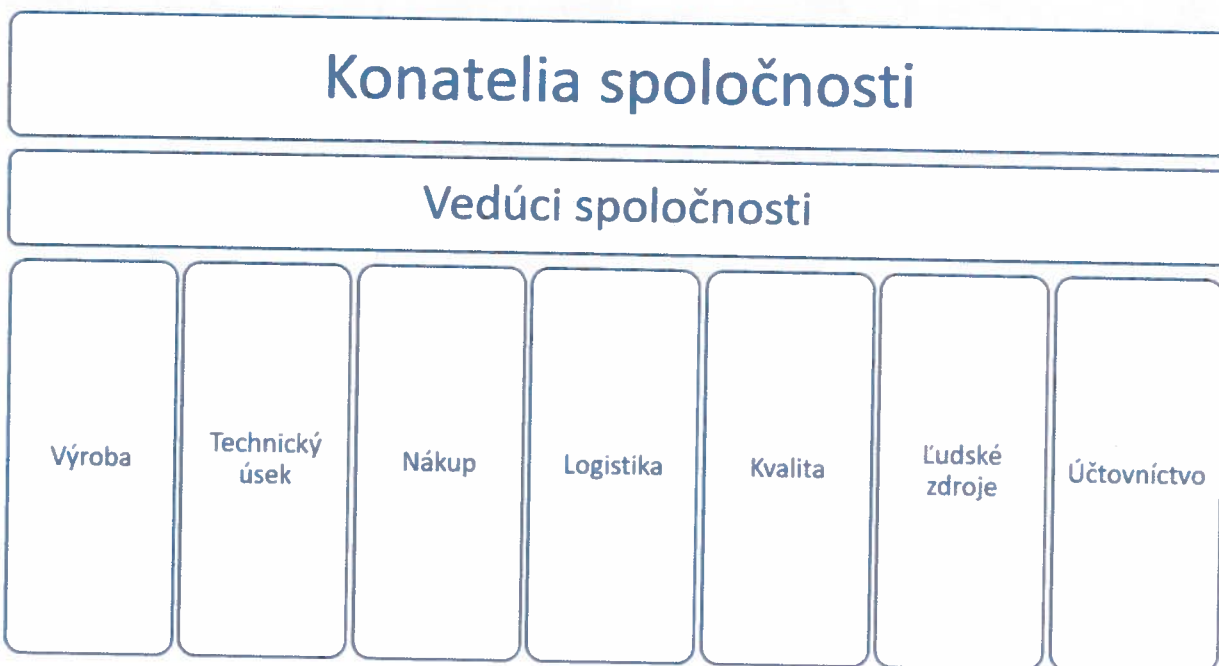 Konatelia spoločnosti
Vedúci spoločnosti
Výroba
Technický
úsek
Nákup
Logistika
Kvalita
Ľudské
zdroje
Účtovníctvo